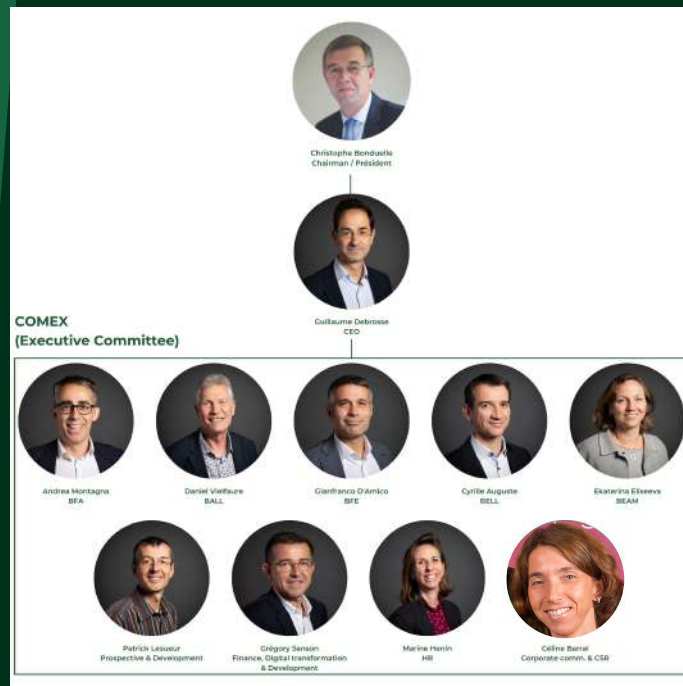 Christophe Bonduelle
Chairman / Président
Guillaume Debrosse
CEO
COMEX
(Executive Committee)
Andrea Montagna
BFA
Daniel Vielfaure
BALL
Gianfranco D'Amico
BFE
Cyrille Auguste
BELL
Ekaterina Eliseeva
BEAM
Patrick Lesueur
Prospective & Development
Grégory Sanson
Finance, Digital transformation
& Development
Marine Henin
HR
Céline Barral
Corporate comm. & CSR